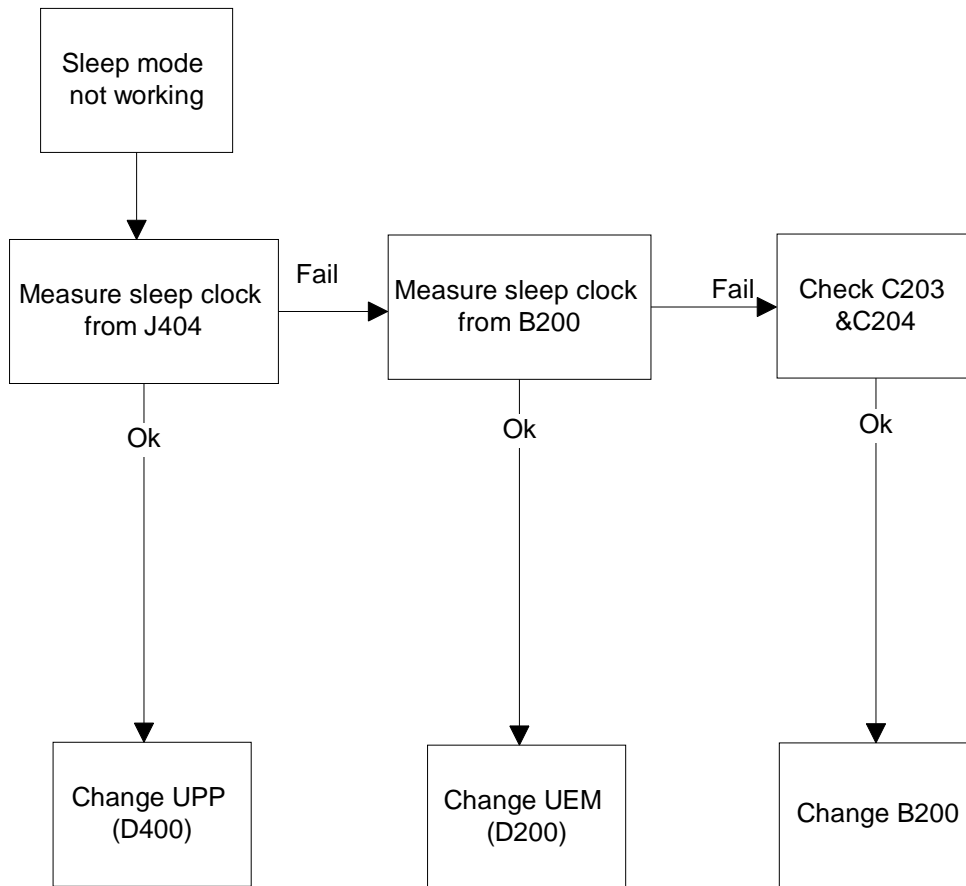 Sleep mode
not working
Measure sleep clock
from J404
Fail
Measure sleep clock
from B200
Fail
Check C203
&C204
Ok
Ok
Ok
Change UPP
(D400)
Change UEM
(D200)
Change B200